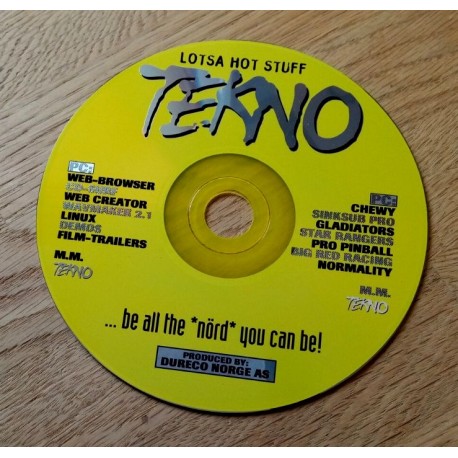 LOTSA HOT STUFF
TEKNO
PC:
WEB-BROWSER
CD-SURF
WEB CREATOR
WAVMAKER 2.1
LINUX
DEMOS
FILM-TRAILERS
M.M.
TEKNO
PC:
CHEWY
SINKSUB PRO
GLADIATORS
STAR RANGERS
PRO PINBALL
BIG RED RACING
NORMALITY
M.M.
TEKNO
... be all the *nörd* you can be!
PRODUCED BY:
DURECO NORGE AS